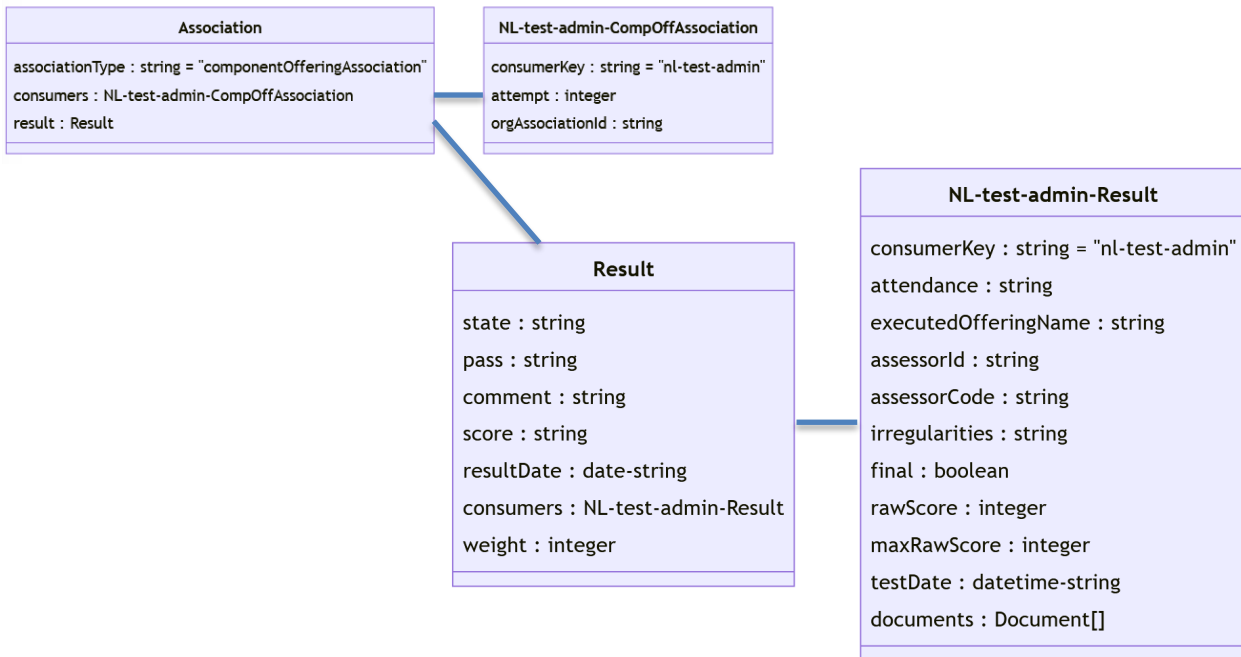 Association
associationType : string = "componentOfferingAssociation"
consumers : NL-test-admin-CompOffAssociation
result : Result
NL-test-admin-CompOffAssociation
consumerKey : string = "nl-test-admin"
attempt : integer
orgAssociationId : string
Result
state : string
pass : string
comment : string
score : string
resultDate : date-string
consumers : NL-test-admin-Result
weight : integer
NL-test-admin-Result
consumerKey : string = "nl-test-admin"
attendance : string
executedOfferingName : string
assessorId : string
assessorCode : string
irregularities : string
final : boolean
rawScore : integer
maxRawScore : integer
testDate : datetime-string
documents : Document[]